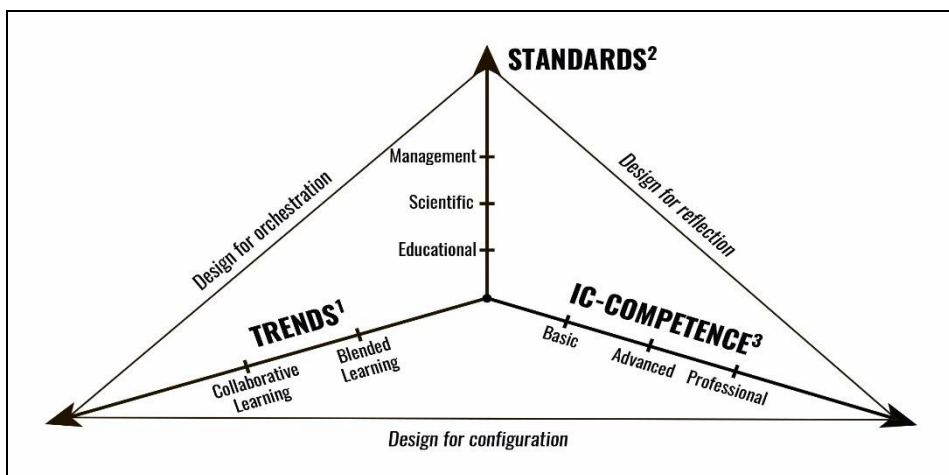 STANDARDS²
Management
Scientific
Educational
Design for orchestration
Design for reflection
TRENDS¹
Blended
Learning
Collaborative
Learning
IC-COMPETENCE³
Basic
Advanced
Professional
Design for configuration